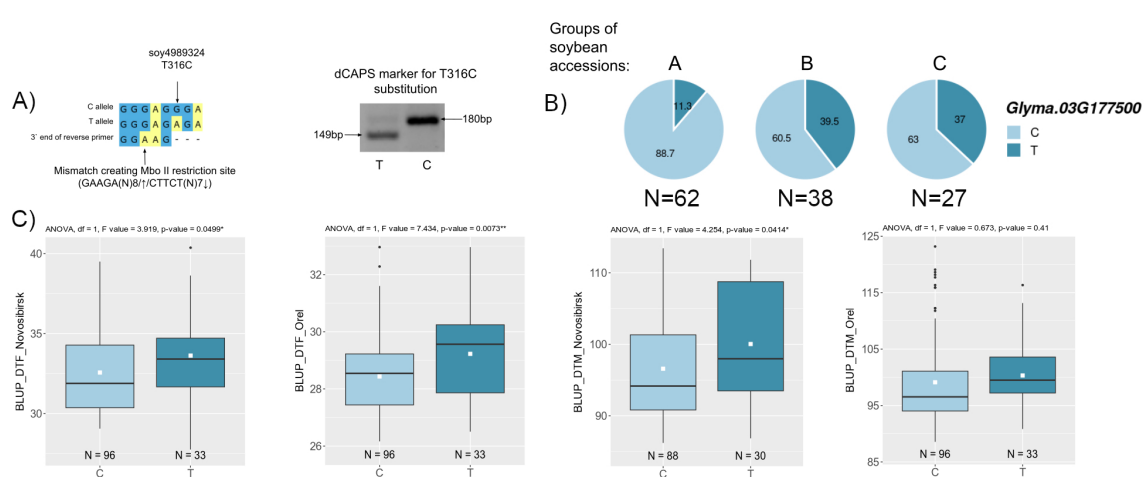 A)
soy4989324
T316C
C allele G G G A G G G A
T allele G G G A G A G A
3` end of reverse primer G G A A G - - -
Mismatch creating Mbo II restriction site
(GAAGA(N)8/↑/CTTCT(N)7↓)
dCAPS marker for T316C
substitution
149bp
180bp
T C
B)
Groups of
soybean
accessions:
A B C
11.3
88.7
60.5
39.5
63
37
N=62 N=38 N=27
Glyma.03G177500
C
T
C)
ANOVA, df = 1, F value = 3.919, p-value = 0.0499*
BLUP_DTF_Novosibirsk
40
35
30
N = 96 N = 33
C T
ANOVA, df = 1, F value = 7.434, p-value = 0.0073**
BLUP_DTF_Orel
32
30
28
26
N = 96 N = 33
C T
ANOVA, df = 1, F value = 4.254, p-value = 0.0414*
BLUP_DTM_Novosibirsk
110
100
90
N = 88 N = 30
C T
ANOVA, df = 1, F value = 0.673, p-value = 0.41
BLUP_DTM_Orel
125
115
105
95
85
N = 96 N = 33
C T